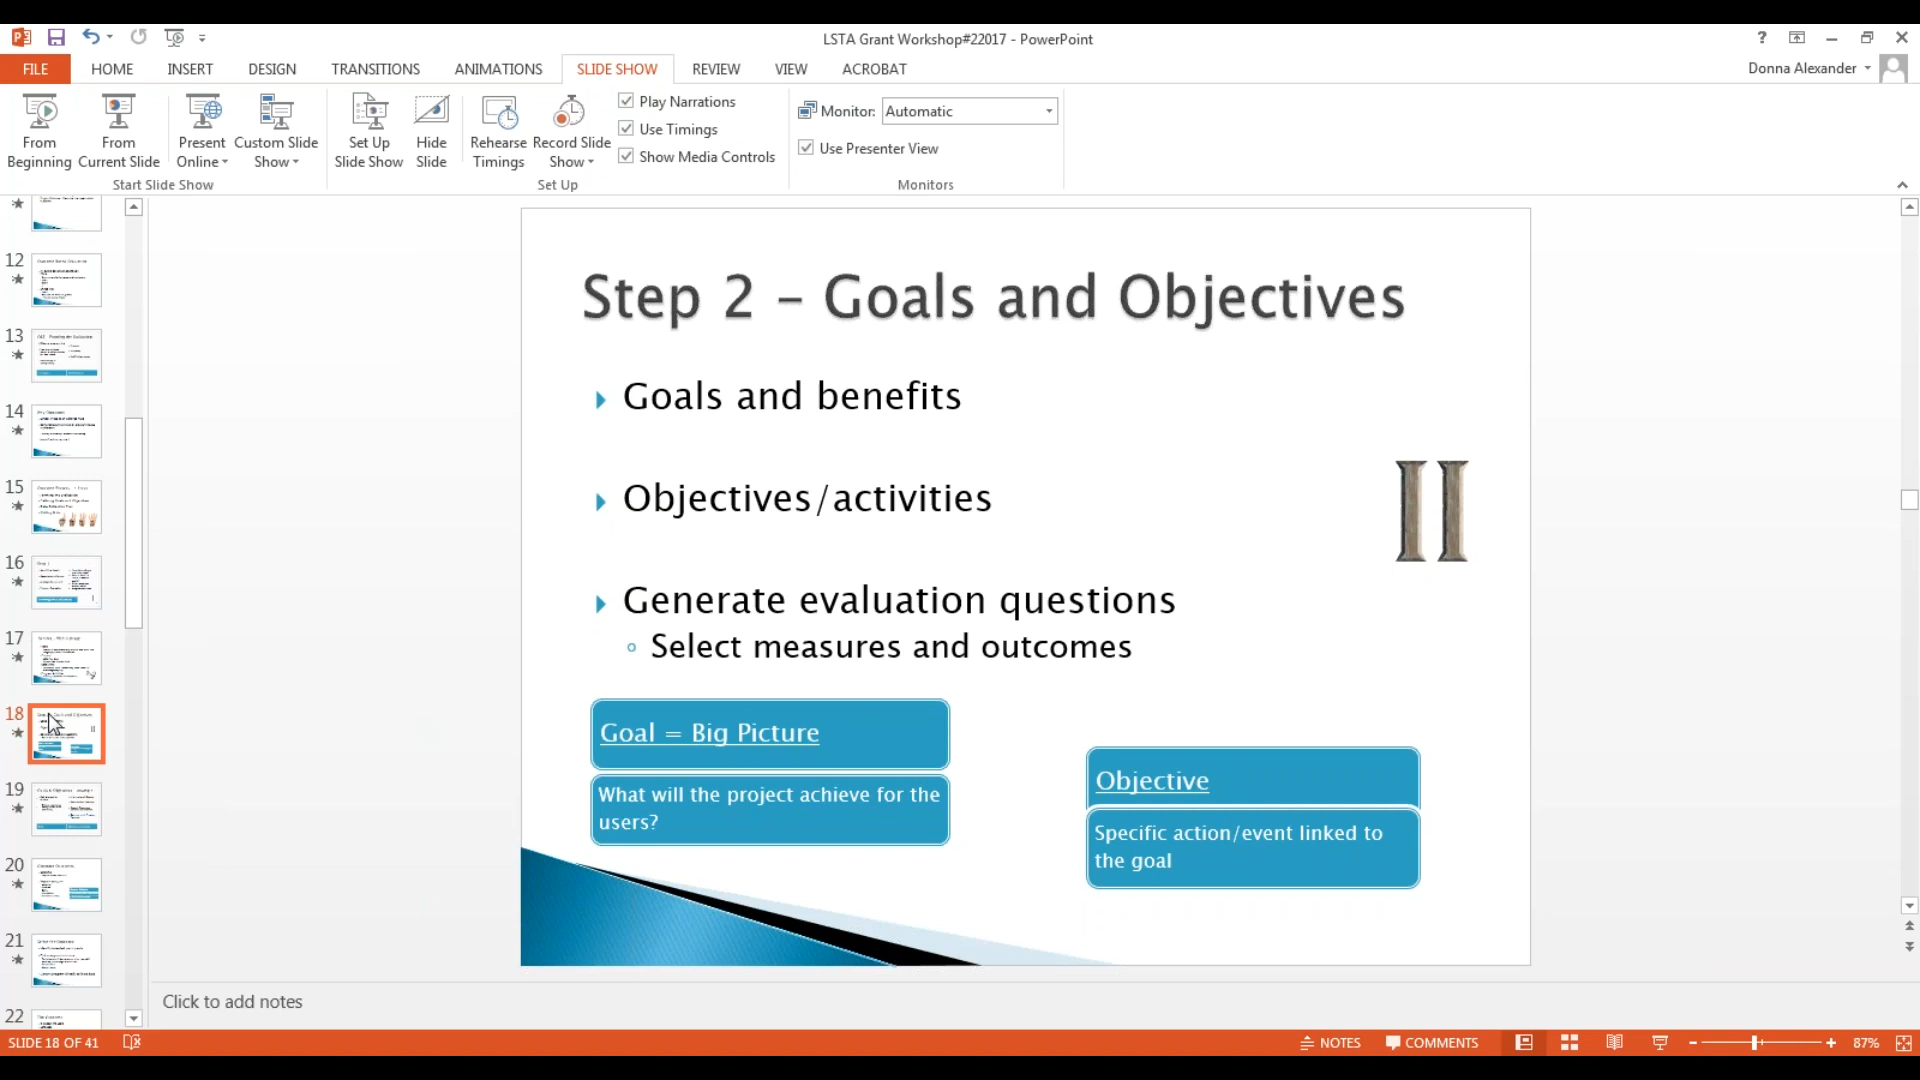 LSTA Grant Workshop#22017 - PowerPoint
?
FILE
HOME
INSERT
DESIGN
TRANSITIONS
ANIMATIONS
SLIDE SHOW
REVIEW
VIEW
ACROBAT
Donna Alexander
From
Beginning
From
Current Slide
Present
Online
Custom Slide
Show
Set Up
Slide Show
Hide
Slide
Rehearse
Timings
Record Slide
Show
Play Narrations
Use Timings
Show Media Controls
Monitor: Automatic
Use Presenter View
Start Slide Show
Set Up
Monitors
12
13
14
15
16
17
18
19
20
21
22
Step 2 – Goals and Objectives
Goals and benefits
Objectives/activities
Generate evaluation questions
Select measures and outcomes
II
Goal = Big Picture
What will the project achieve for the
users?
Objective
Specific action/event linked to
the goal
Click to add notes
SLIDE 18 OF 41
NOTES
COMMENTS
87%